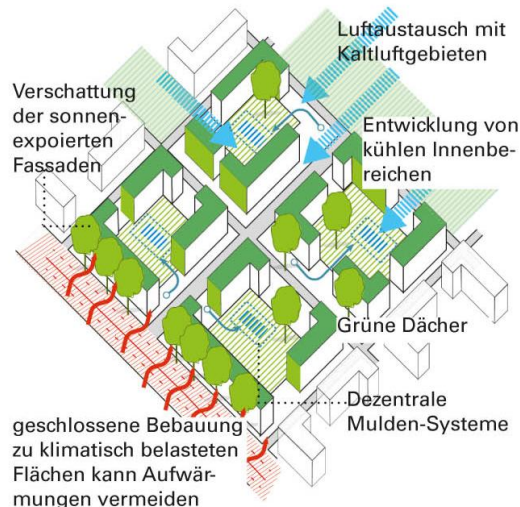 Luftaustausch mit
Kaltluftgebieten
Verschattung
der sonnen-
expoierten
Fassaden
Entwicklung von
kühlen Innenbe-
reichen
Grüne Dächer
Dezentrale
Mulden-Systeme
geschlossene Bebauung
zu klimatisch belasteten
Flächen kann Aufwär-
mungen vermeiden